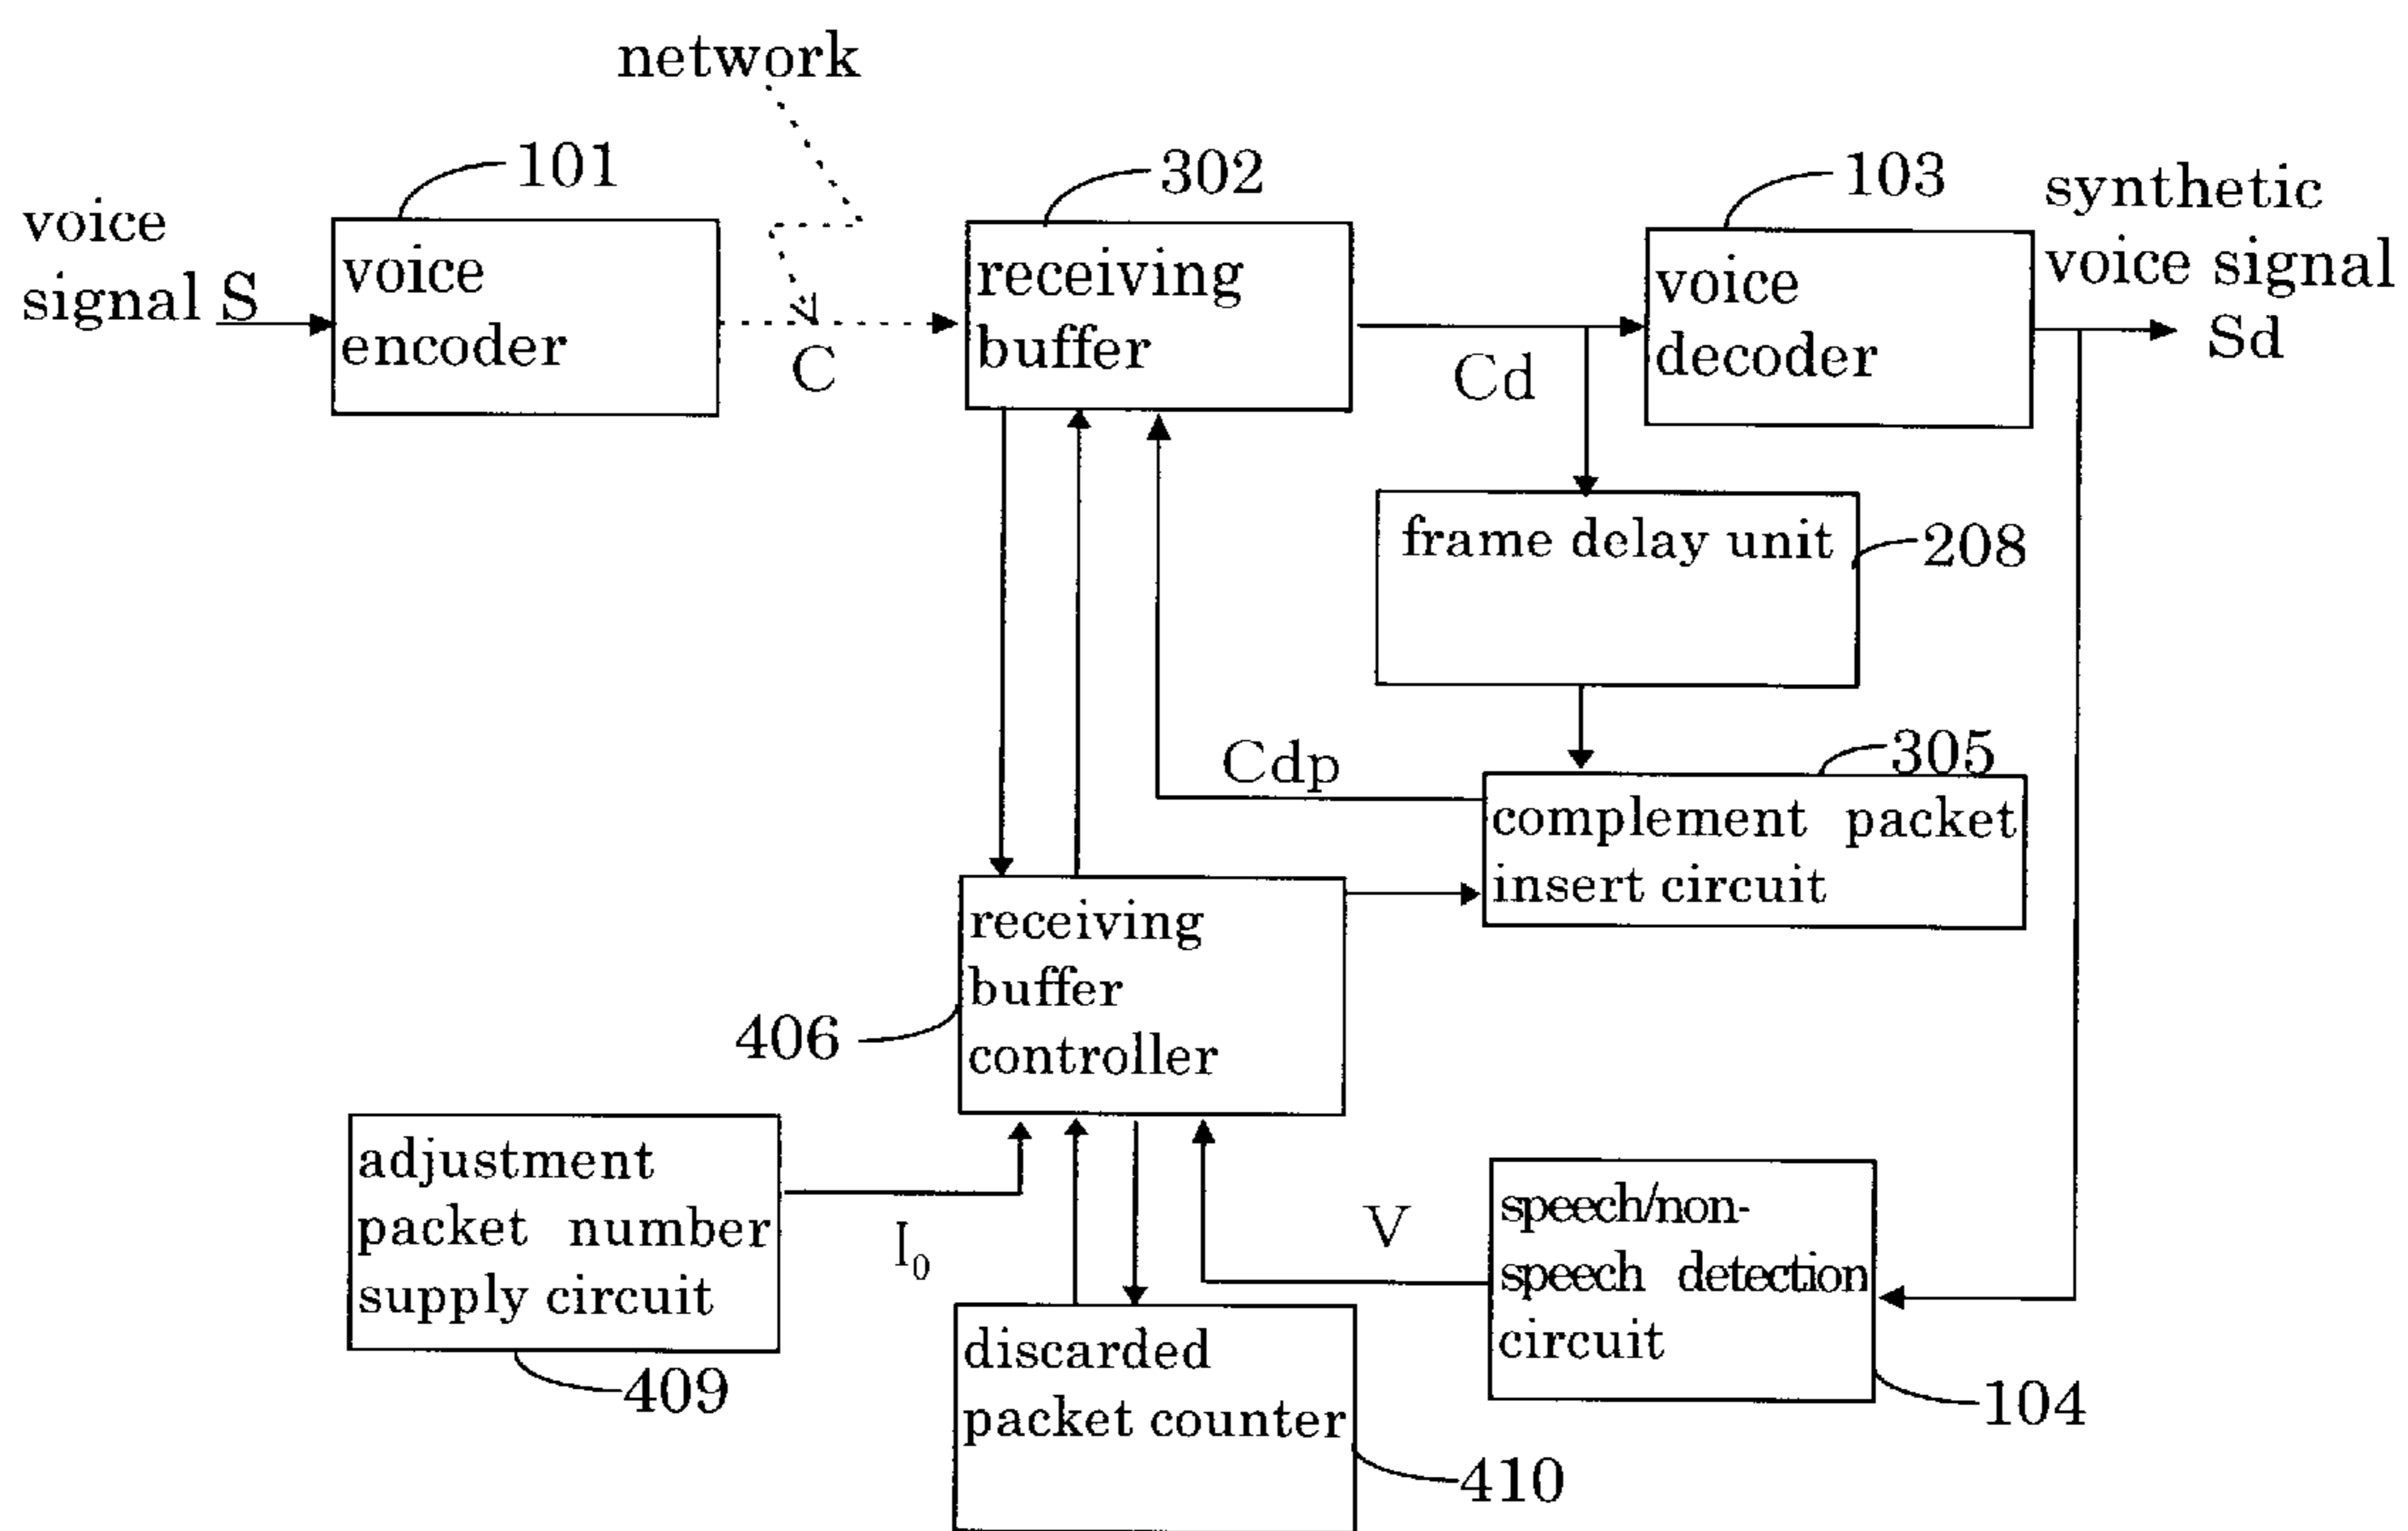 network
101
302
103
voice
signal S
voice
encoder
C
receiving
buffer
Cd
voice
decoder
synthetic
voice signal
Sd
frame delay unit
208
Cdp
305
complement packet
insert circuit
receiving
buffer
controller
406
adjustment
packet number
supply circuit
409
I₀
V
speech/non-
speech detection
circuit
104
discarded
packet counter
410